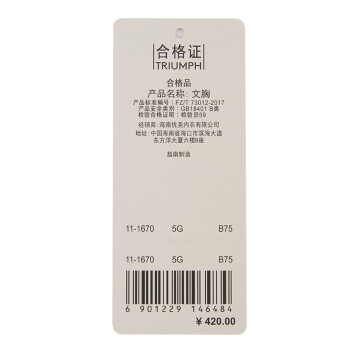 合格证
TRIUMPH
合格品
产品名称: 文胸
产品标准编号: FZ/T 73012-2017
产品安全类别: GB18401 B类
检验合格证明: 检验员59
经销商: 海南优美内衣有限公司
地址: 中国海南省海口市滨海大道
东方洋大厦六楼B座
越南制造
11-1670 5G B75
11-1670 5G B75
6 901229 146484
¥ 420.00